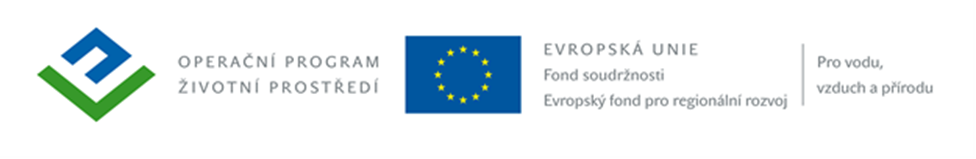 OPERAČNÍ PROGRAM
ŽIVOTNÍ PROSTŘEDÍ
EVROPSKÁ UNIE
Fond soudržnosti
Evropský fond pro regionální rozvoj
Pro vodu,
vzduch a přírodu